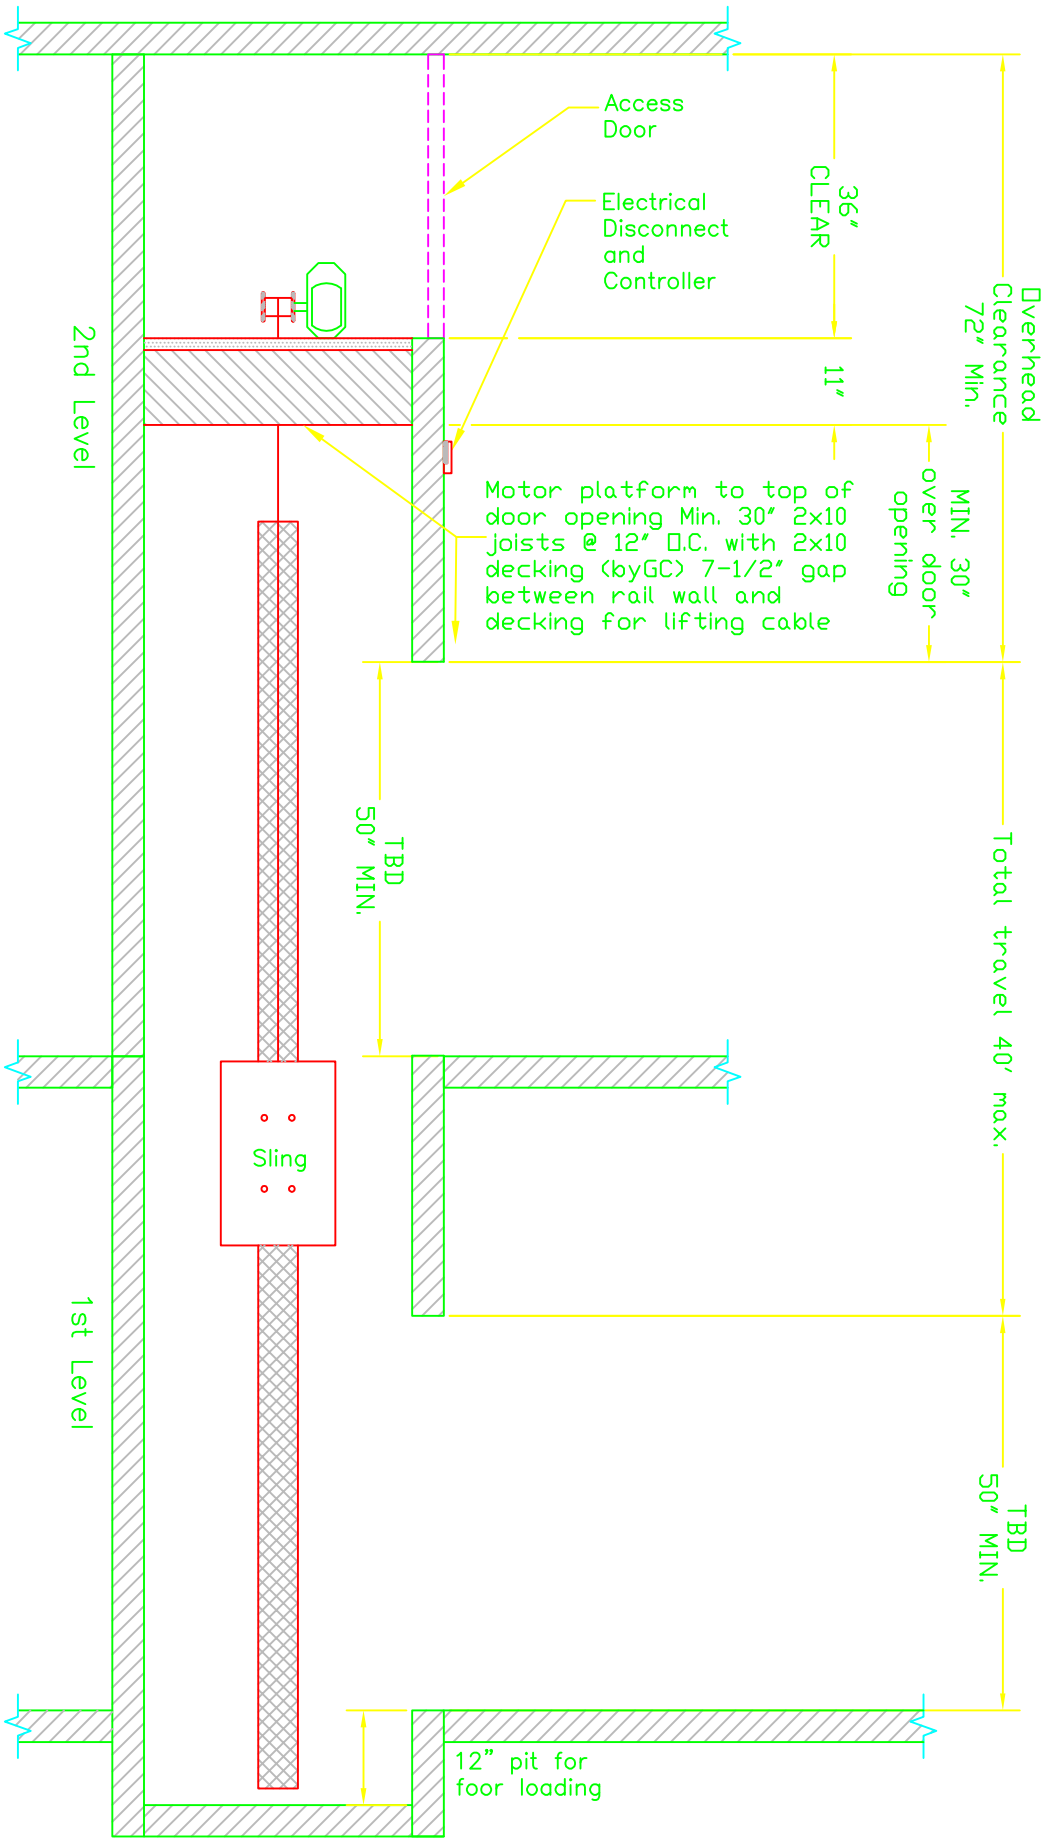 Access
Door
Electrical
Disconnect
and
Controller
36"
CLEAR
Overhead
Clearance
72" Min.
11"
MIN. 30"
over door
opening
2nd Level
Motor platform to top of
door opening Min. 30" 2x10
joists @ 12" O.C. with 2x10
decking (byGC) 7-1/2" gap
between rail wall and
decking for lifting cable
TBD
50" MIN.
Total travel 40' max.
Sling
1st Level
TBD
50" MIN.
12" pit for
foor loading